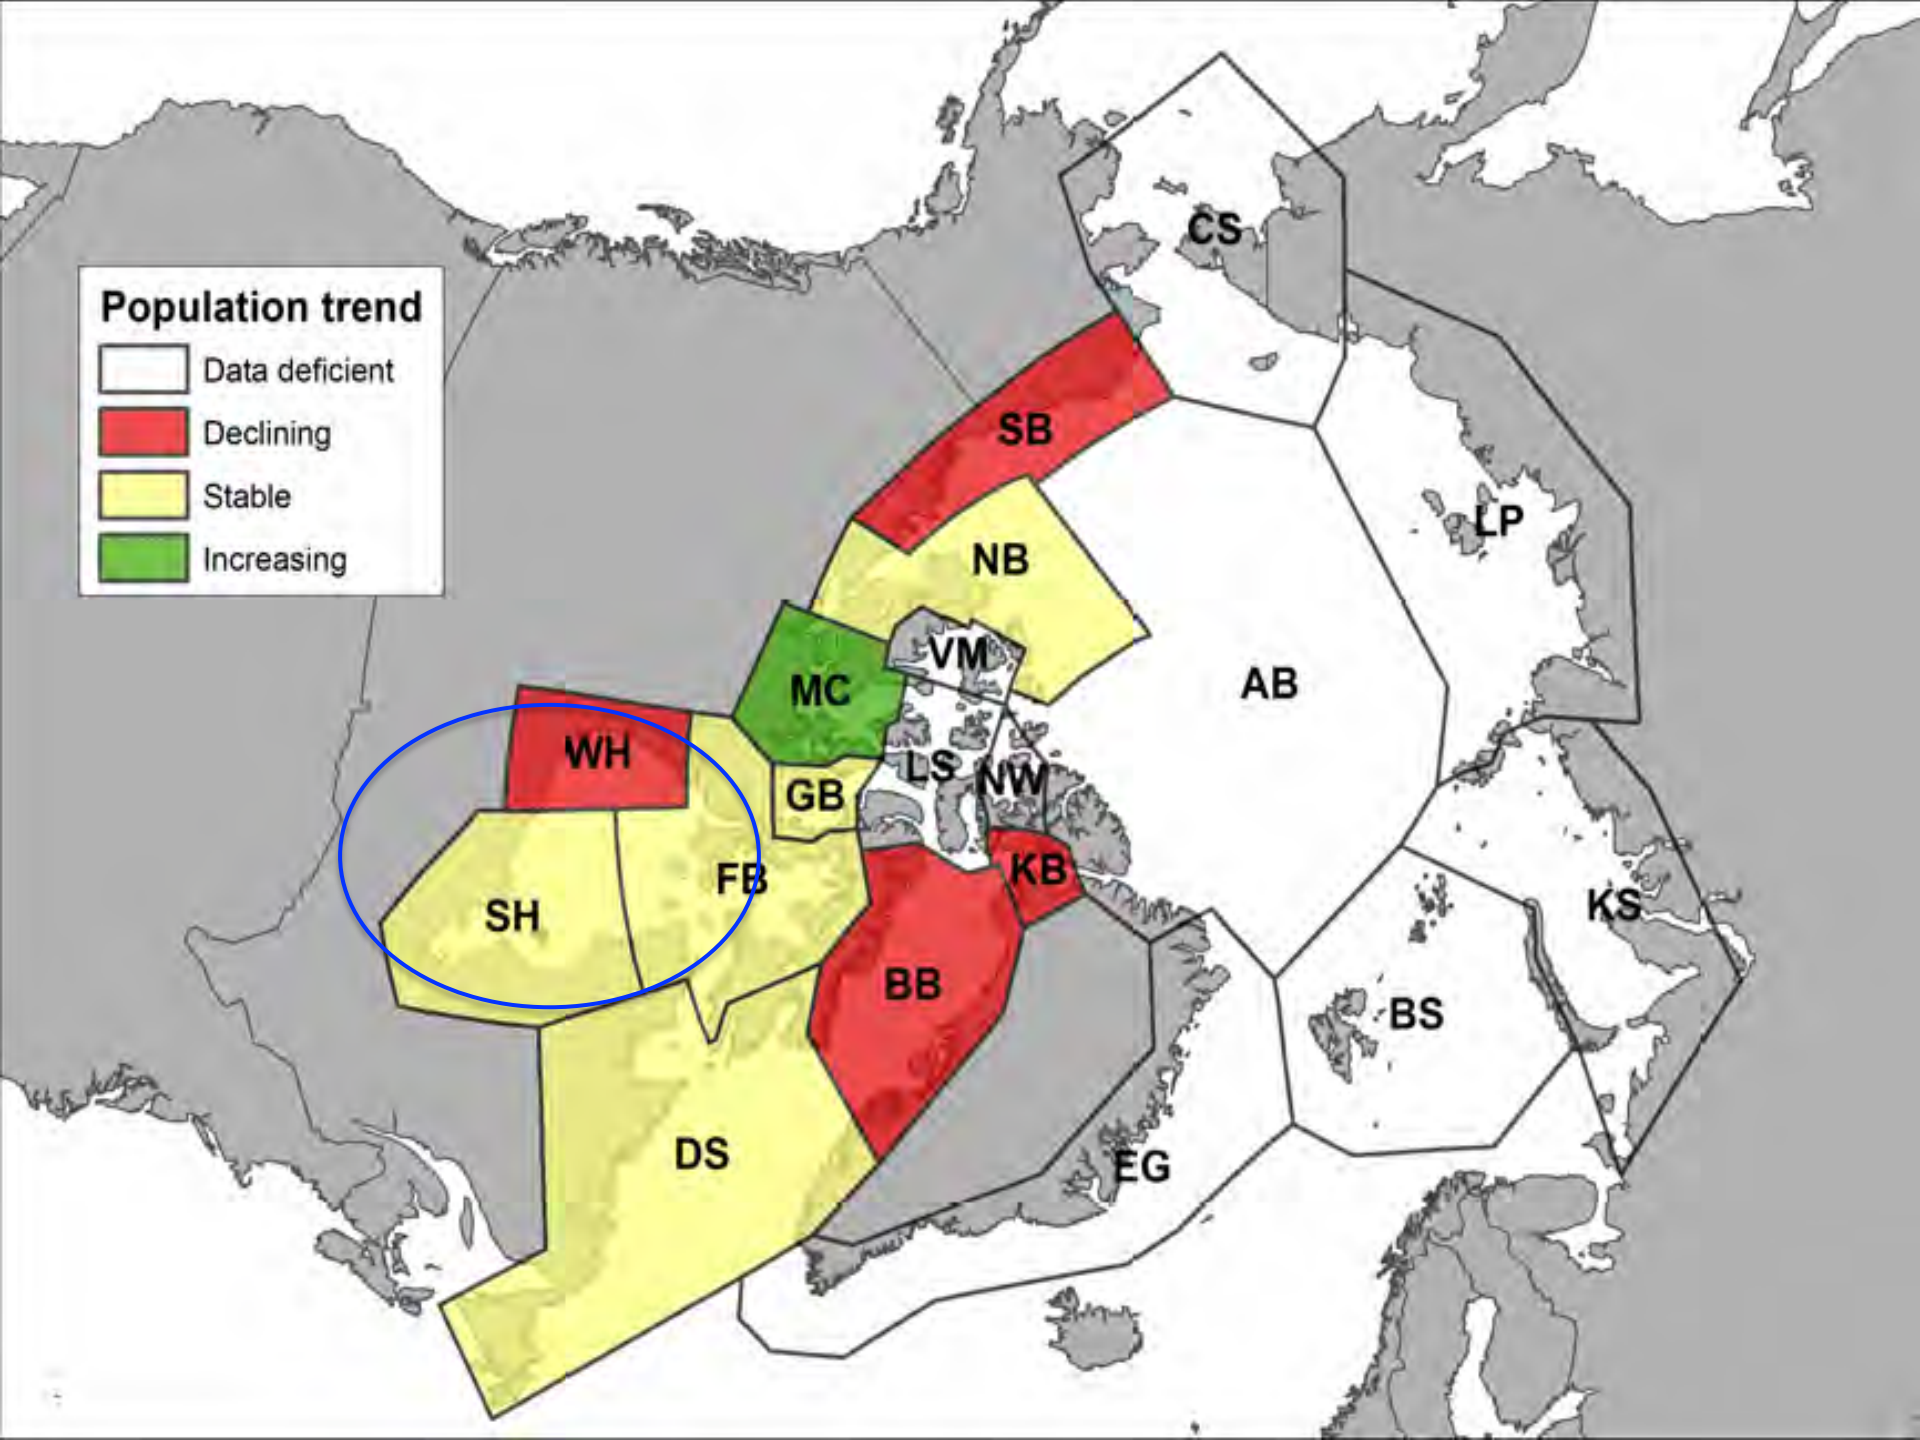 Population trend
Data deficient
Declining
Stable
Increasing
CS
SB
LP
NB
VM
MC
AB
WH
LS
NW
GB
KB
FB
SH
KS
BB
BS
DS
EG